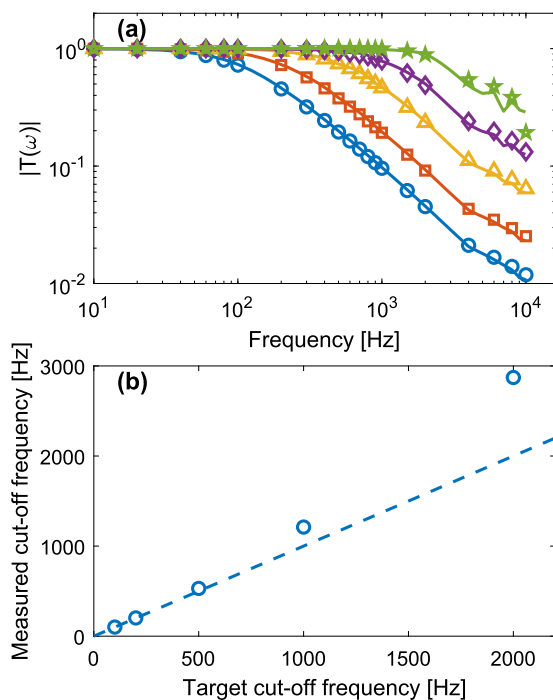 (a)
10^0
10^-1
10^-2
|T(ω)|
10^1 10^2 10^3 10^4
Frequency [Hz]
(b)
3000
2000
1000
0
Measured cut-off frequency [Hz]
0 500 1000 1500 2000
Target cut-off frequency [Hz]